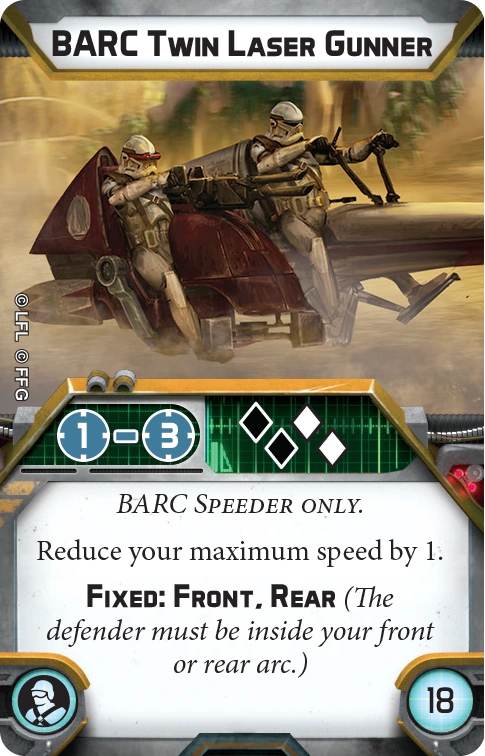 BARC Twin Laser Gunner
© LFL © FFG
1 - 3
BARC Speeder only.
Reduce your maximum speed by 1.
Fixed: Front, Rear (The
defender must be inside your front
or rear arc.)
18